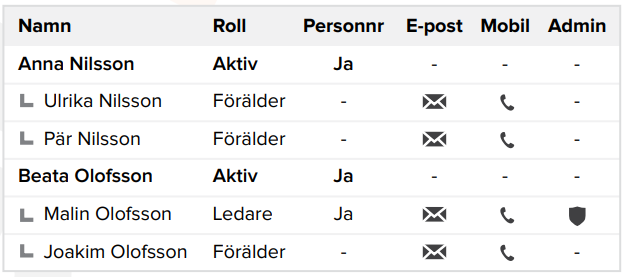 Namn Roll Personnr E-post Mobil Admin
Anna Nilsson Aktiv Ja - - -
Ulrika Nilsson Förälder - -
Pär Nilsson Förälder - -
Beata Olofsson Aktiv Ja - - -
Malin Olofsson Ledare Ja
Joakim Olofsson Förälder - -